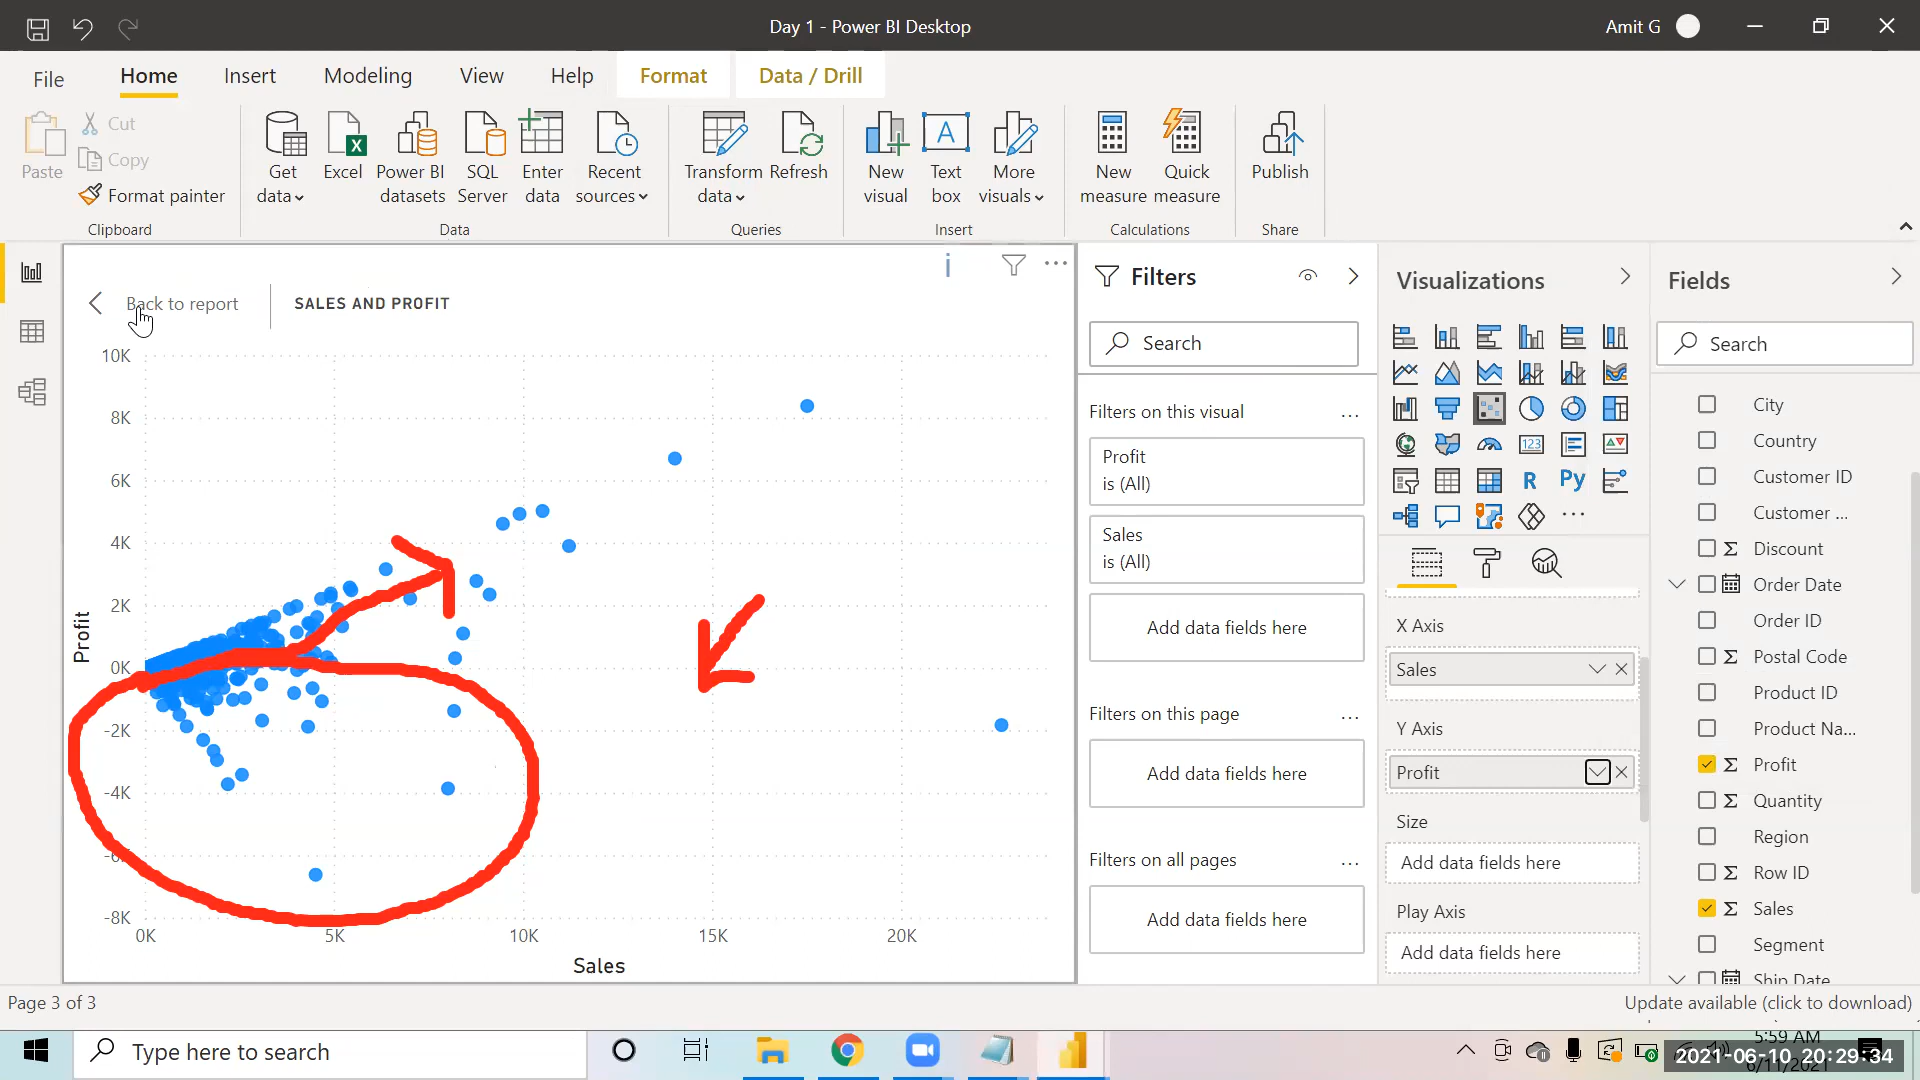 Day 1 - Power BI Desktop
Amit G
File
Home
Insert
Modeling
View
Help
Format
Data / Drill
Paste
Cut
Copy
Format painter
Clipboard
Get data
Excel
Power BI datasets
SQL Server
Enter data
Recent sources
Data
Transform data
Refresh
Queries
New visual
Text box
More visuals
Insert
New measure
Quick measure
Calculations
Publish
Share
Back to report
SALES AND PROFIT
10K
8K
6K
4K
2K
0K
-2K
-4K
-8K
Profit
0K
5K
10K
15K
20K
Sales
Filters
Search
Filters on this visual
...
Profit
is (All)
Sales
is (All)
Add data fields here
Filters on this page
...
Add data fields here
Filters on all pages
...
Add data fields here
Visualizations
123
R
Py
...
X Axis
Sales
Y Axis
Profit
Size
Add data fields here
Play Axis
Add data fields here
Fields
Search
City
Country
Customer ID
Customer ...
Discount
Order Date
Order ID
Postal Code
Product ID
Product Na...
Profit
Quantity
Region
Row ID
Sales
Segment
Ship Date
Page 3 of 3
Update available (click to download)
Type here to search
5:59 AM
2021-06-10 20:29:34